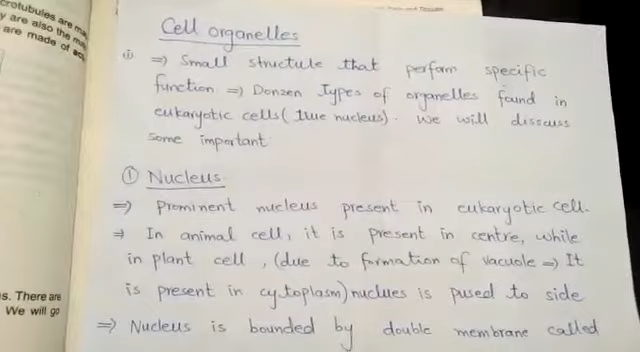 crotubules are ma
y are also the ma
are made of ac
Cell organelles
① ⇒) Small structule that perfom specific
function ⇒) Donzen Types of organelles found in
eukaryotic cells( true nucleus). We will disscuss
some important
① Nucleus.
⇒) Prominent nucleus present in eukaryotic cell.
⇒ In animal cell, it is present in centre, while
in plant cell, (due to formation of vacuole ⇒) It
is present in cytoplasm) nuclues is pused to side
⇒) Nucleus is bounded by double membrane called
s. There are
We will go